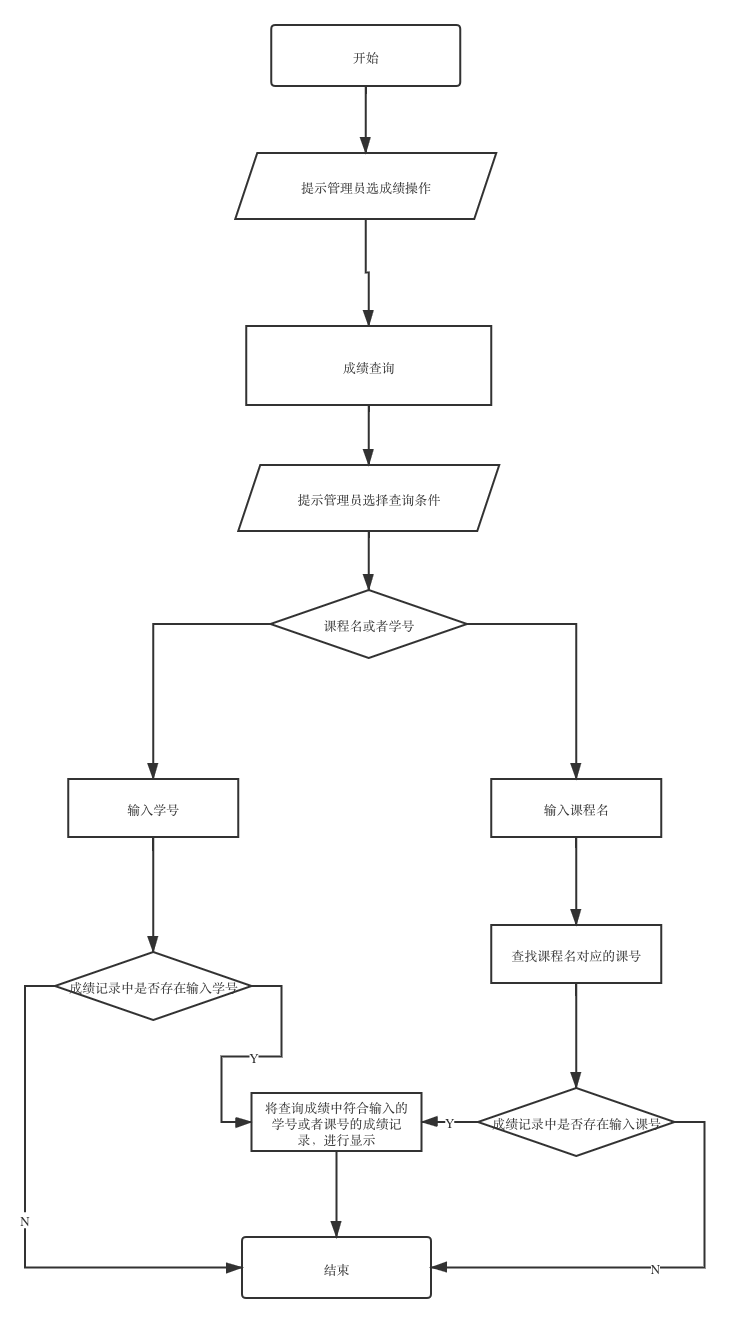 开始
提示管理员选成绩操作
成绩查询
提示管理员选择查询条件
课程名或者学号
输入学号
输入课程名
查找课程名对应的课号
成绩记录中是否存在输入学号
Y
将查询成绩中符合输入的
学号或者课号的成绩记
录，进行显示
Y
成绩记录中是否存在输入课号
N
结束
N